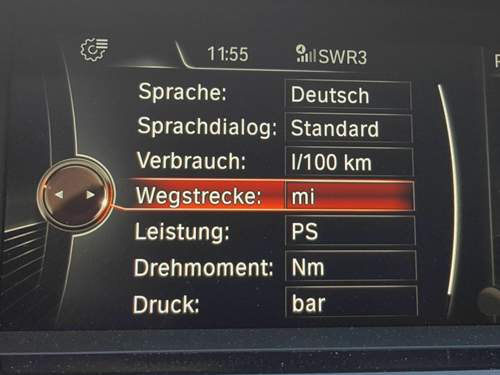 11:55 SWR3
Sprache: Deutsch
Sprachdialog: Standard
Verbrauch: l/100 km
Wegstrecke: mi
Leistung: PS
Drehmoment: Nm
Druck: bar